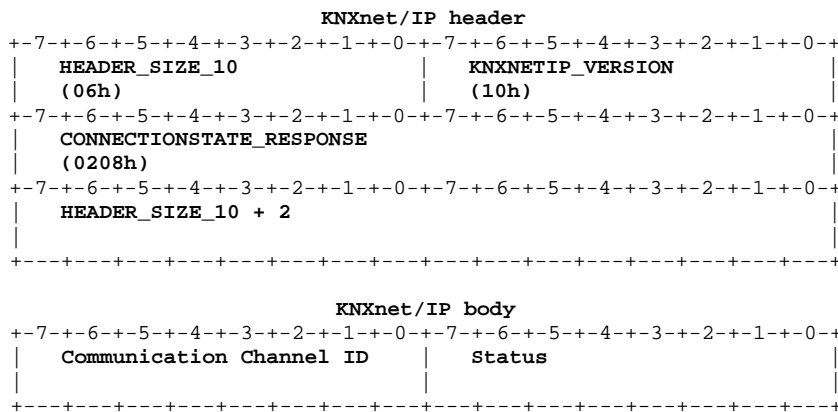 KNXnet/IP header
+-7-+-6-+-5-+-4-+-3-+-2-+-1-+-0-+-7-+-6-+-5-+-4-+-3-+-2-+-1-+-0-+
| HEADER_SIZE_10 | KNXNETIP_VERSION |
| (06h) | (10h) |
+-7-+-6-+-5-+-4-+-3-+-2-+-1-+-0-+-7-+-6-+-5-+-4-+-3-+-2-+-1-+-0-+
| CONNECTIONSTATE_RESPONSE |
| (0208h) |
+-7-+-6-+-5-+-4-+-3-+-2-+-1-+-0-+-7-+-6-+-5-+-4-+-3-+-2-+-1-+-0-+
| HEADER_SIZE_10 + 2 |
| |
+---+---+---+---+---+---+---+---+---+---+---+---+---+---+---+---+
KNXnet/IP body
+-7-+-6-+-5-+-4-+-3-+-2-+-1-+-0-+-7-+-6-+-5-+-4-+-3-+-2-+-1-+-0-+
| Communication Channel ID | Status |
| | |
+---+---+---+---+---+---+---+---+---+---+---+---+---+---+---+---+